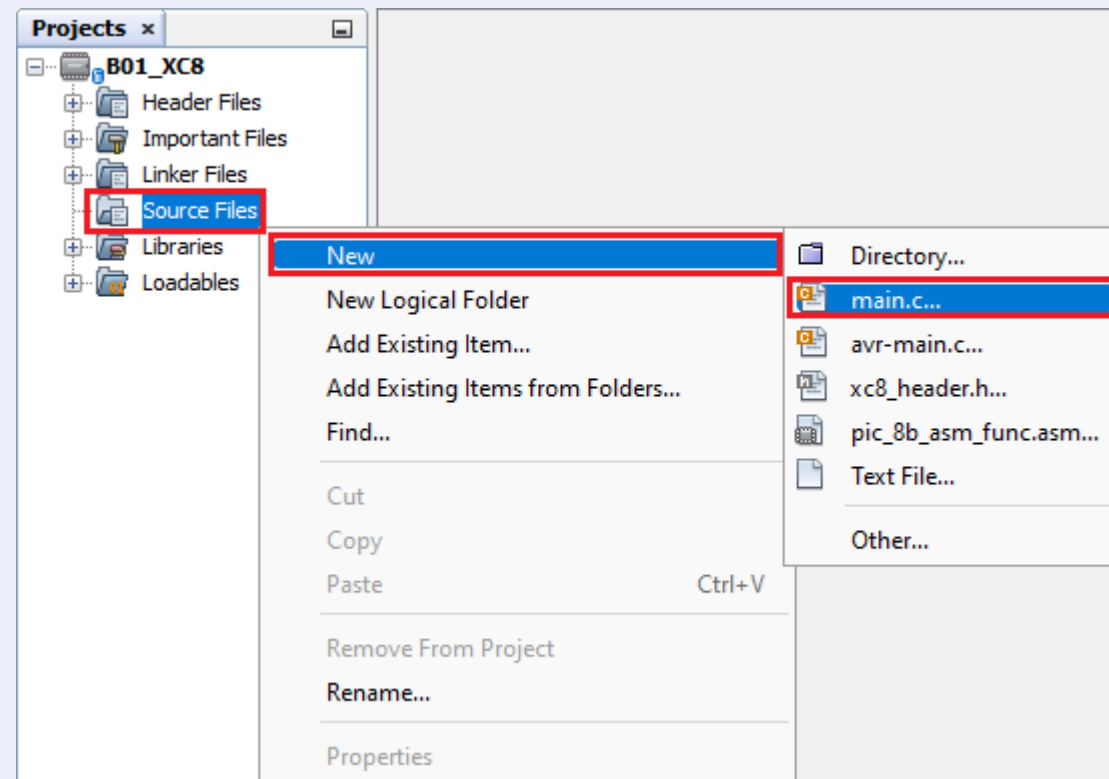 Projects ×
B01_XC8
Header Files
Important Files
Linker Files
Source Files
Libraries
Loadables
New
New Logical Folder
Add Existing Item...
Add Existing Items from Folders...
Find...
Cut
Copy
Paste Ctrl+V
Remove From Project
Rename...
Properties
Directory...
main.c...
avr-main.c...
xc8_header.h...
pic_8b_asm_func.asm...
Text File...
Other...